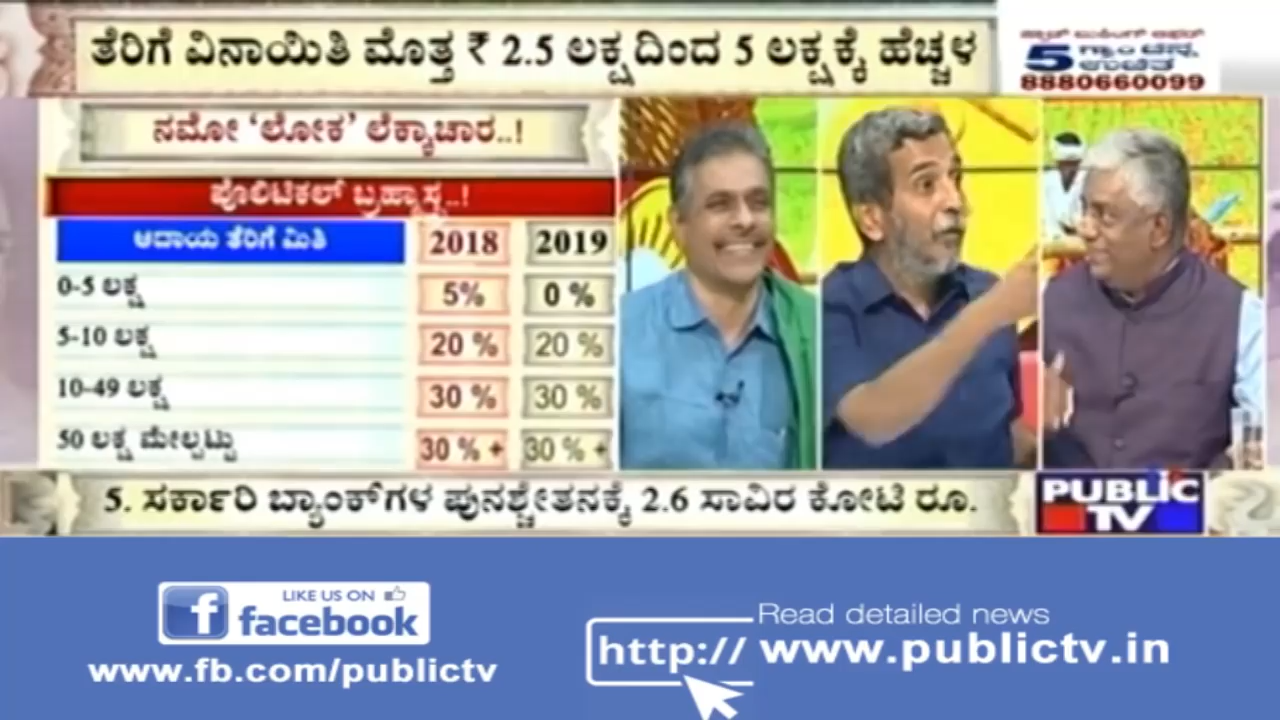 ತೆರಿಗೆ ವಿನಾಯಿತಿ ಮೊತ್ತ ₹ 2.5 ಲಕ್ಷದಿಂದ 5 ಲಕ್ಷಕ್ಕೆ ಹೆಚ್ಚಳ
5 ಗ್ರಾಂ ಚಿನ್ನ
ಉಚಿತ
8880660099
ನಮೋ ‘ಲೋಕ’ ಲೆಕ್ಕಾಚಾರ..!
ಪೊಲಿಟಿಕಲ್ ಬ್ರಹ್ಮಾಸ್ತ್ರ..!
ಆದಾಯ ತೆರಿಗೆ ಮಿತಿ 2018 2019
0-5 ಲಕ್ಷ 5% 0 %
5-10 ಲಕ್ಷ 20 % 20 %
10-49 ಲಕ್ಷ 30 % 30 %
50 ಲಕ್ಷ ಮೇಲ್ಪಟ್ಟು 30 % + 30 % +
5. ಸರ್ಕಾರಿ ಬ್ಯಾಂಕ್‌ಗಳ ಪುನಶ್ಚೇತನಕ್ಕೆ 2.6 ಸಾವಿರ ಕೋಟಿ ರೂ.
PUBLiC
TV
LIKE US ON
facebook
www.fb.com/publictv
Read detailed news
http:// www.publictv.in